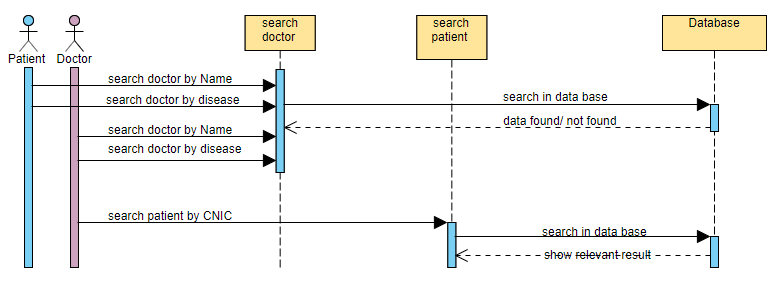 search
doctor
search
patient
Database
Patient
Doctor
search doctor by Name
search doctor by disease
search in data base
data found/ not found
search doctor by Name
search doctor by disease
search patient by CNIC
search in data base
show relevant result